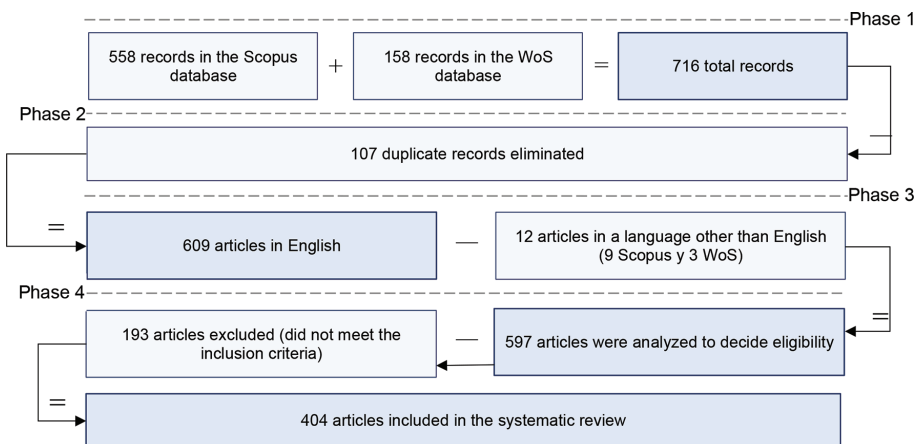 Phase 1
558 records in the Scopus
database
+
158 records in the WoS
database
=
716 total records
Phase 2
—
107 duplicate records eliminated
Phase 3
=
609 articles in English
—
12 articles in a language other than English
(9 Scopus y 3 WoS)
Phase 4
=
193 articles excluded (did not meet the
inclusion criteria)
—
597 articles were analyzed to decide eligibility
=
404 articles included in the systematic review